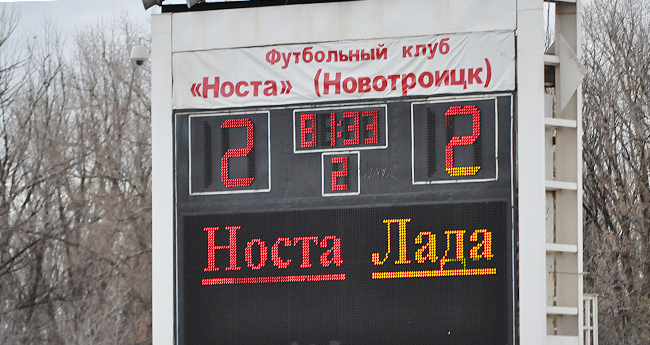 Футбольный клуб
«Носта» (Новотроицк)
2 81:33 2
2
Носта Лада